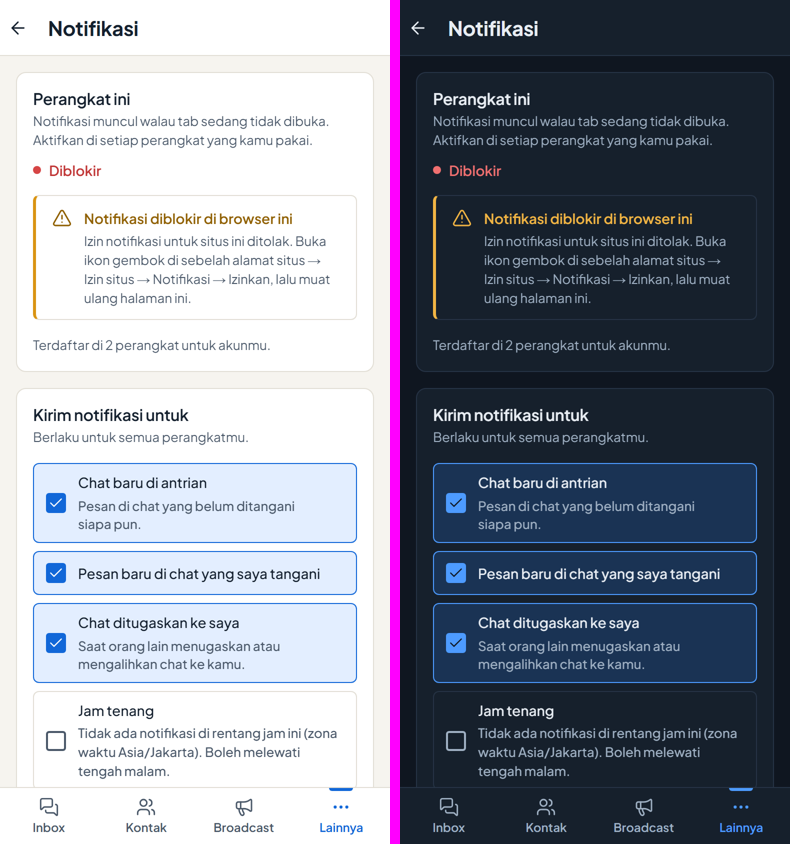 Notifikasi
Perangkat ini
Notifikasi muncul walau tab sedang tidak dibuka.
Aktifkan di setiap perangkat yang kamu pakai.
Diblokir
Notifikasi diblokir di browser ini
Izin notifikasi untuk situs ini ditolak. Buka
ikon gembok di sebelah alamat situs →
Izin situs → Notifikasi → Izinkan, lalu muat
ulang halaman ini.
Terdaftar di 2 perangkat untuk akunmu.
Kirim notifikasi untuk
Berlaku untuk semua perangkatmu.
Chat baru di antrian
Pesan di chat yang belum ditangani
siapa pun.
Pesan baru di chat yang saya tangani
Chat ditugaskan ke saya
Saat orang lain menugaskan atau
mengalihkan chat ke kamu.
Jam tenang
Tidak ada notifikasi di rentang jam ini (zona
waktu Asia/Jakarta). Boleh melewati
tengah malam.
Inbox
Kontak
Broadcast
Lainnya
Notifikasi
Perangkat ini
Notifikasi muncul walau tab sedang tidak dibuka.
Aktifkan di setiap perangkat yang kamu pakai.
Diblokir
Notifikasi diblokir di browser ini
Izin notifikasi untuk situs ini ditolak. Buka
ikon gembok di sebelah alamat situs →
Izin situs → Notifikasi → Izinkan, lalu muat
ulang halaman ini.
Terdaftar di 2 perangkat untuk akunmu.
Kirim notifikasi untuk
Berlaku untuk semua perangkatmu.
Chat baru di antrian
Pesan di chat yang belum ditangani
siapa pun.
Pesan baru di chat yang saya tangani
Chat ditugaskan ke saya
Saat orang lain menugaskan atau
mengalihkan chat ke kamu.
Jam tenang
Tidak ada notifikasi di rentang jam ini (zona
waktu Asia/Jakarta). Boleh melewati
tengah malam.
Inbox
Kontak
Broadcast
Lainnya